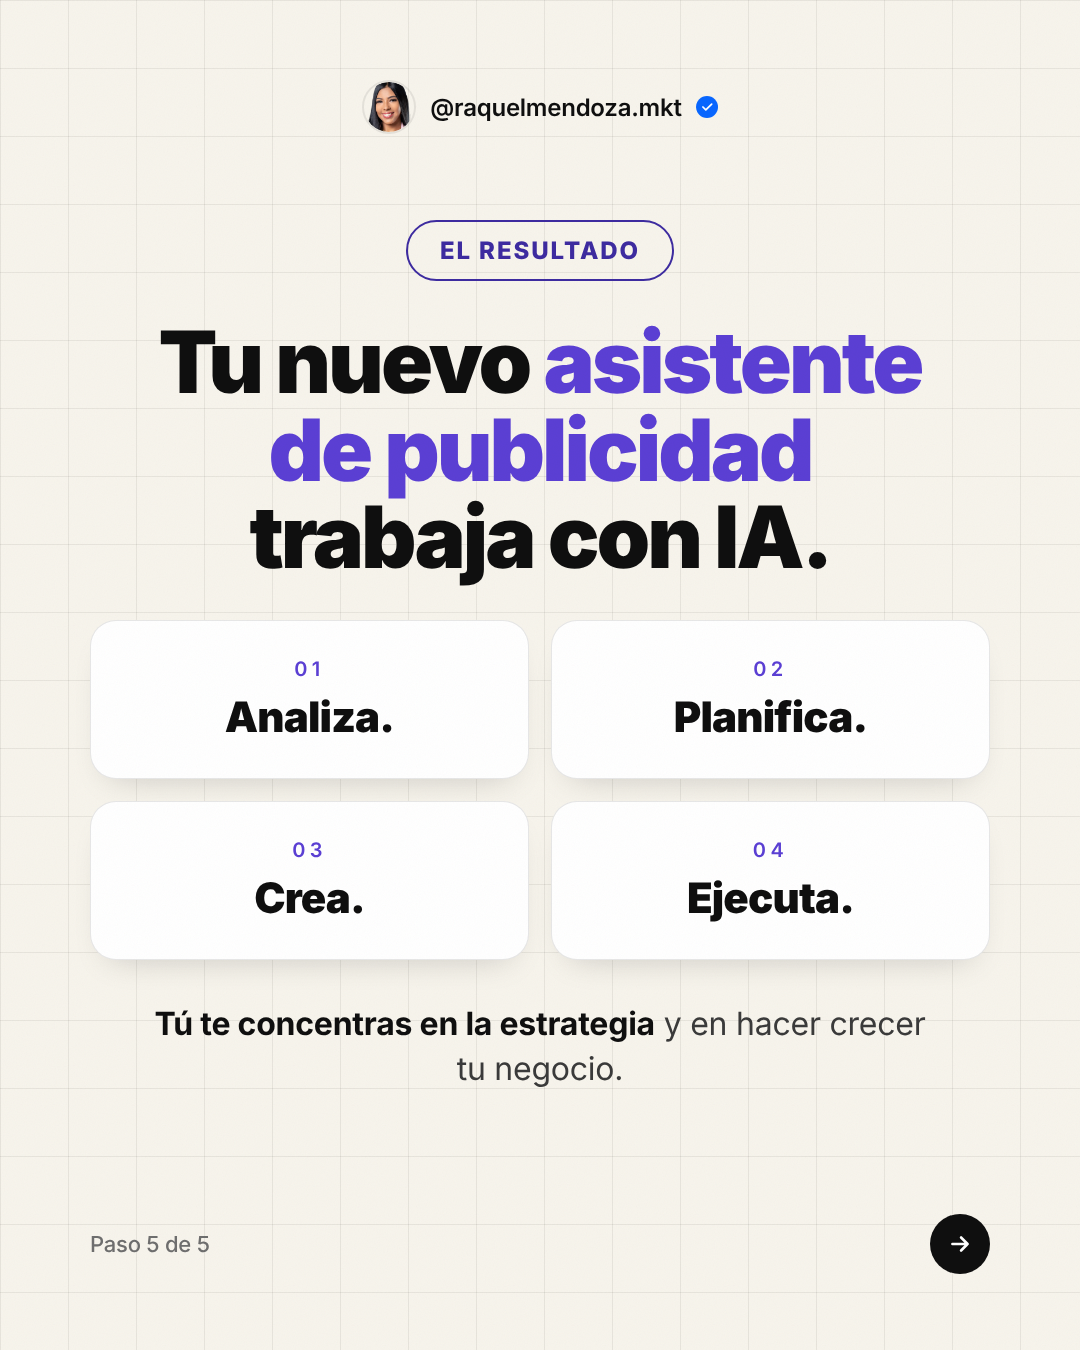 @raquelmendoza.mkt
EL RESULTADO
Tu nuevo asistente
de publicidad
trabaja con IA.
01
Analiza.
02
Planifica.
03
Crea.
04
Ejecuta.
Tú te concentras en la estrategia y en hacer crecer
tu negocio.
Paso 5 de 5